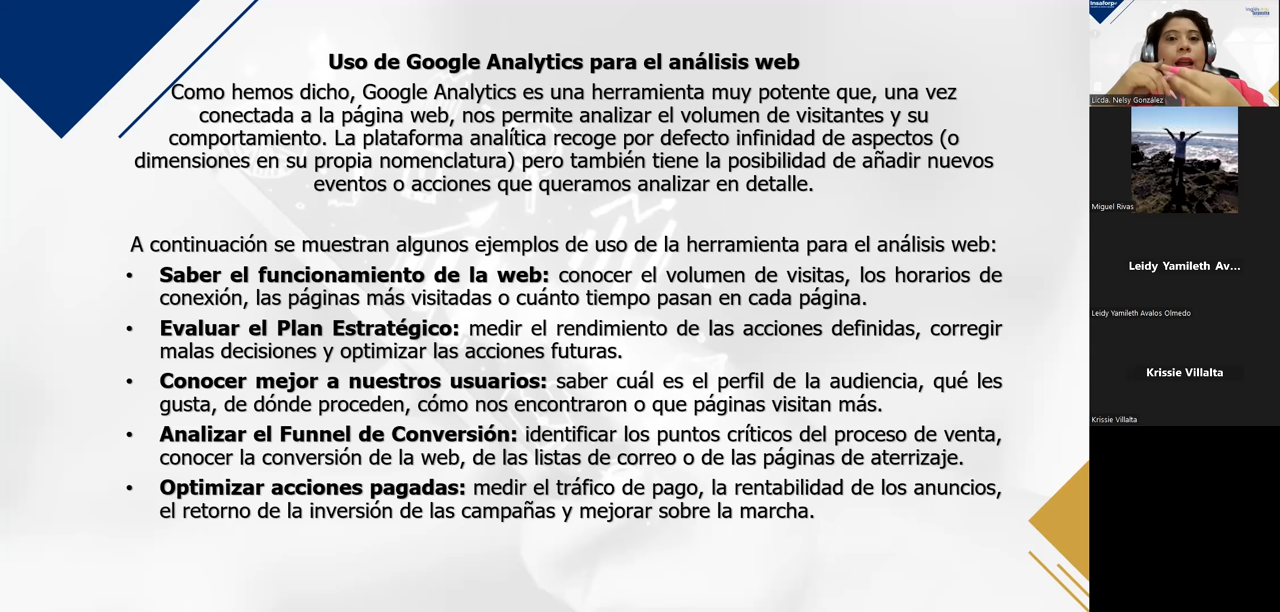 Uso de Google Analytics para el análisis web
Como hemos dicho, Google Analytics es una herramienta muy potente que, una vez
conectada a la página web, nos permite analizar el volumen de visitantes y su
comportamiento. La plataforma analítica recoge por defecto infinidad de aspectos (o
dimensiones en su propia nomenclatura) pero también tiene la posibilidad de añadir nuevos
eventos o acciones que queramos analizar en detalle.
A continuación se muestran algunos ejemplos de uso de la herramienta para el análisis web:
• Saber el funcionamiento de la web: conocer el volumen de visitas, los horarios de
conexión, las páginas más visitadas o cuánto tiempo pasan en cada página.
• Evaluar el Plan Estratégico: medir el rendimiento de las acciones definidas, corregir
malas decisiones y optimizar las acciones futuras.
• Conocer mejor a nuestros usuarios: saber cuál es el perfil de la audiencia, qué les
gusta, de dónde proceden, cómo nos encontraron o que páginas visitan más.
• Analizar el Funnel de Conversión: identificar los puntos críticos del proceso de venta,
conocer la conversión de la web, de las listas de correo o de las páginas de aterrizaje.
• Optimizar acciones pagadas: medir el tráfico de pago, la rentabilidad de los anuncios,
el retorno de la inversión de las campañas y mejorar sobre la marcha.
Insaforp
Licda. Nelsy González
Miguel Rivas
Leidy Yamileth Av...
Leidy Yamileth Avalos Olmedo
Krissie Villalta
Krissie Villalta